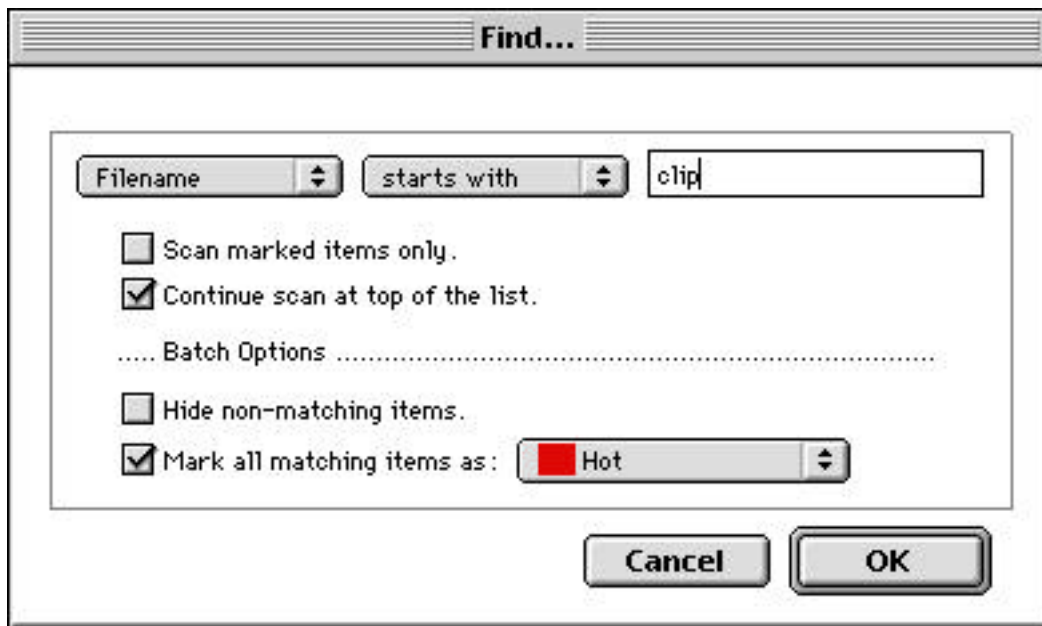 Find...
Filename starts with clip
Scan marked items only.
Continue scan at top of the list.
..... Batch Options ...............................................................
Hide non-matching items.
Mark all matching items as: Hot
Cancel OK